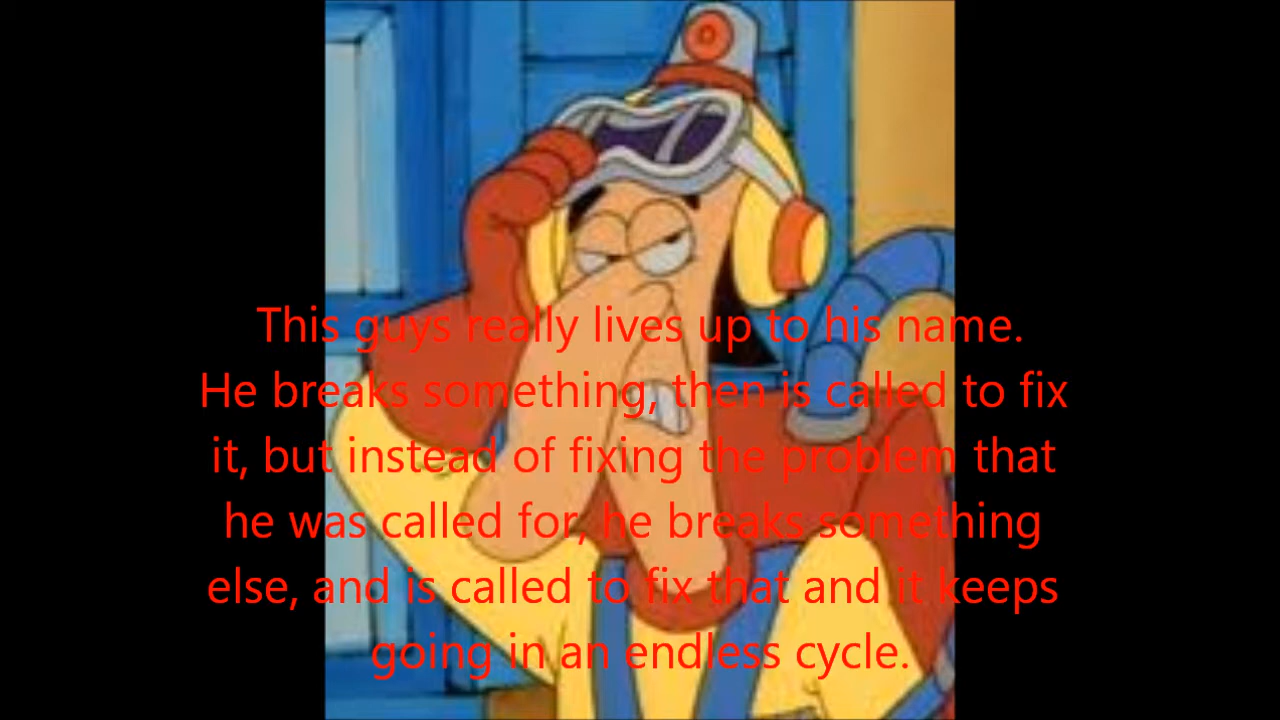 This guys really lives up to his name.
He breaks something, then is called to fix
it, but instead of fixing the problem that
he was called for, he breaks something
else, and is called to fix that and it keeps
going in an endless cycle.